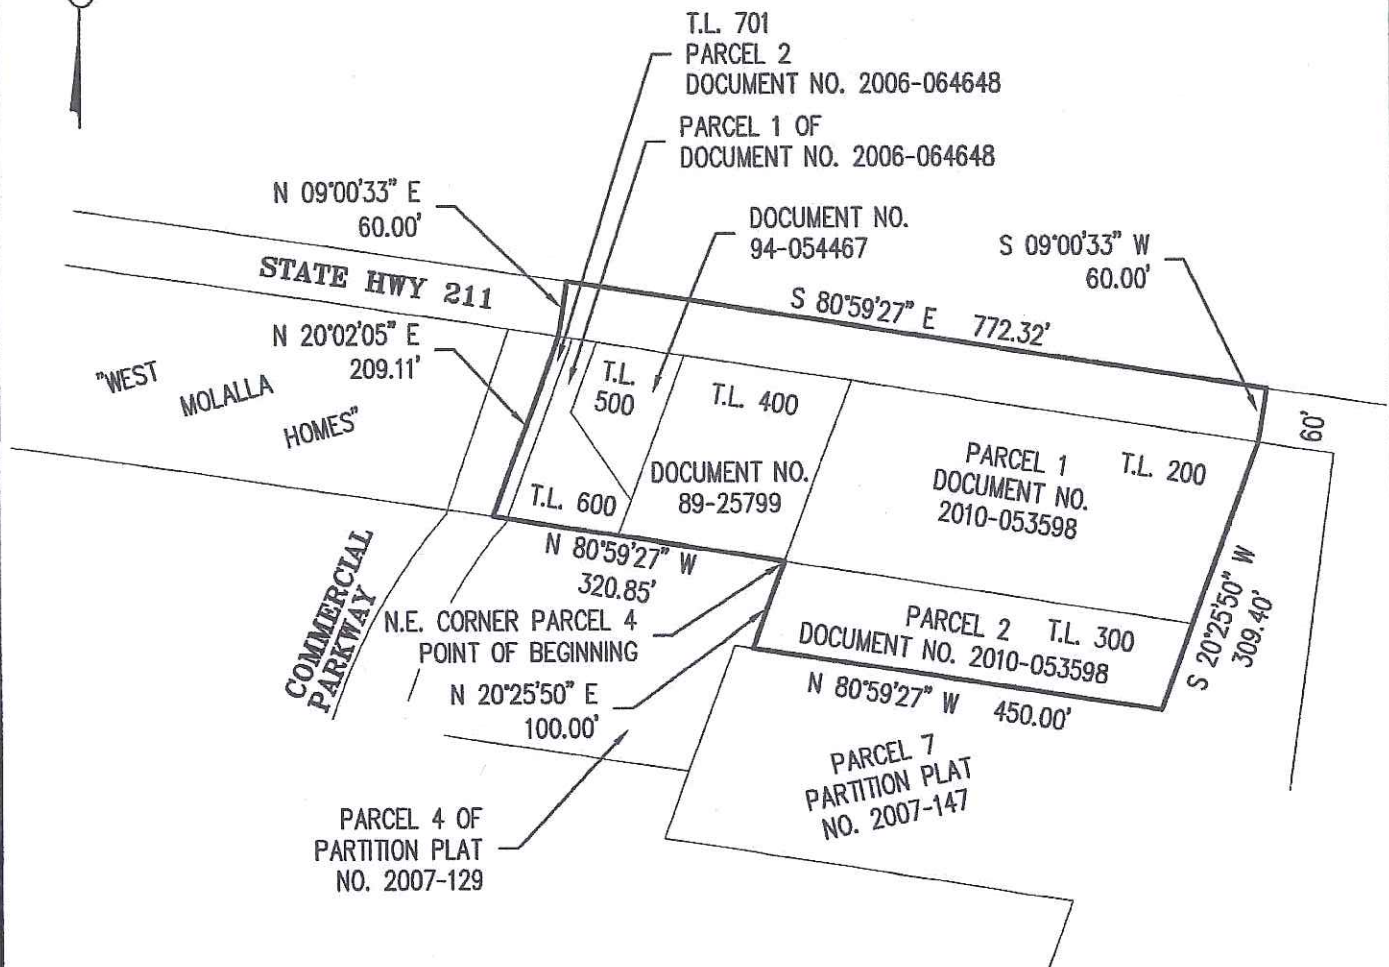 T.L. 701
PARCEL 2
DOCUMENT NO. 2006-064648
PARCEL 1 OF
DOCUMENT NO. 2006-064648
N 09°00'33" E
60.00'
DOCUMENT NO.
94-054467
S 09°00'33" W
60.00'
STATE HWY 211
S 80°59'27" E 772.32'
N 20°02'05" E
209.11'
"WEST
MOLALLA
HOMES"
T.L.
500
T.L. 400
60'
PARCEL 1 T.L. 200
DOCUMENT NO.
2010-053598
DOCUMENT NO.
89-25799
T.L. 600
N 80°59'27" W
320.85'
COMMERCIAL
PARKWAY
N.E. CORNER PARCEL 4
POINT OF BEGINNING
PARCEL 2 T.L. 300
DOCUMENT NO. 2010-053598
S 20°25'50" W
309.40'
N 20°25'50" E
100.00'
N 80°59'27" W 450.00'
PARCEL 7
PARTITION PLAT
NO. 2007-147
PARCEL 4 OF
PARTITION PLAT
NO. 2007-129